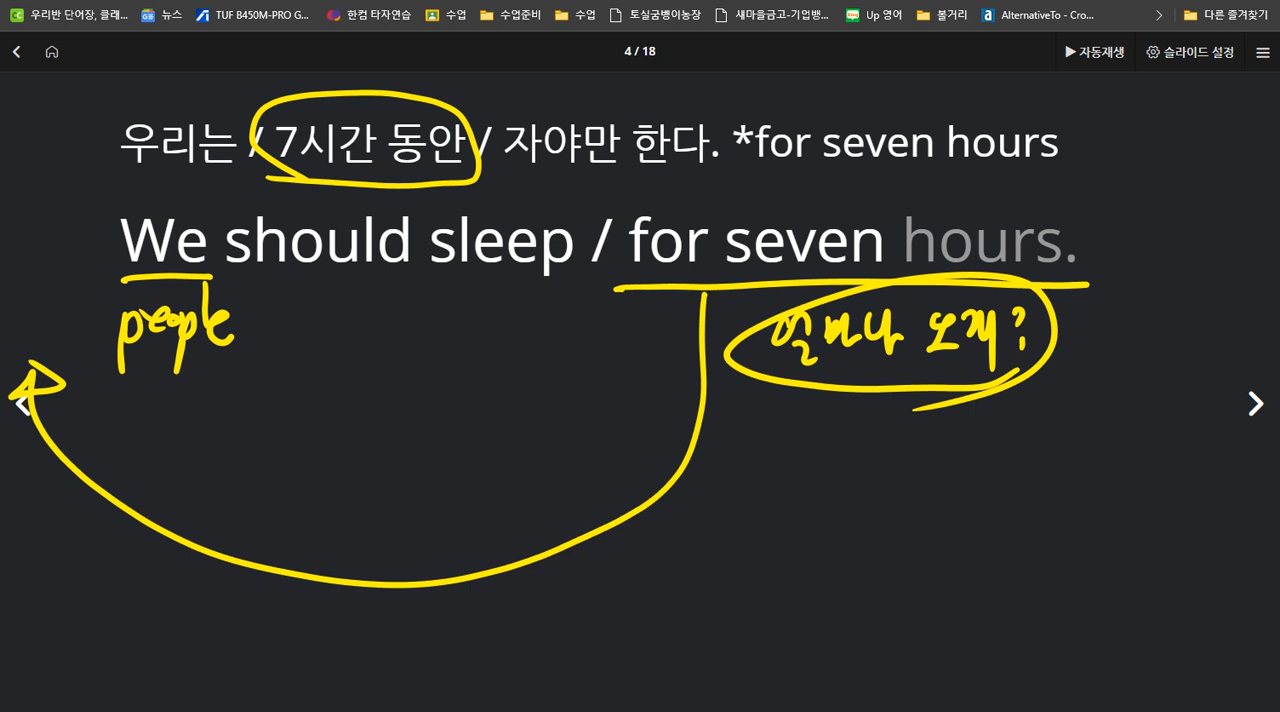 우리반 단어장, 클래... 뉴스 TUF B450M-PRO G... 한컴 타자연습 수업 수업준비 수업 토실굼벵이농장 새마을금고-기업뱅... Up 영어 볼거리 AlternativeTo - Cro... 다른 즐겨찾기
4 / 18 자동재생 슬라이드 설정
우리는 / 7시간 동안 / 자야만 한다. *for seven hours
We should sleep / for seven hours.
people 얼마나 오래?